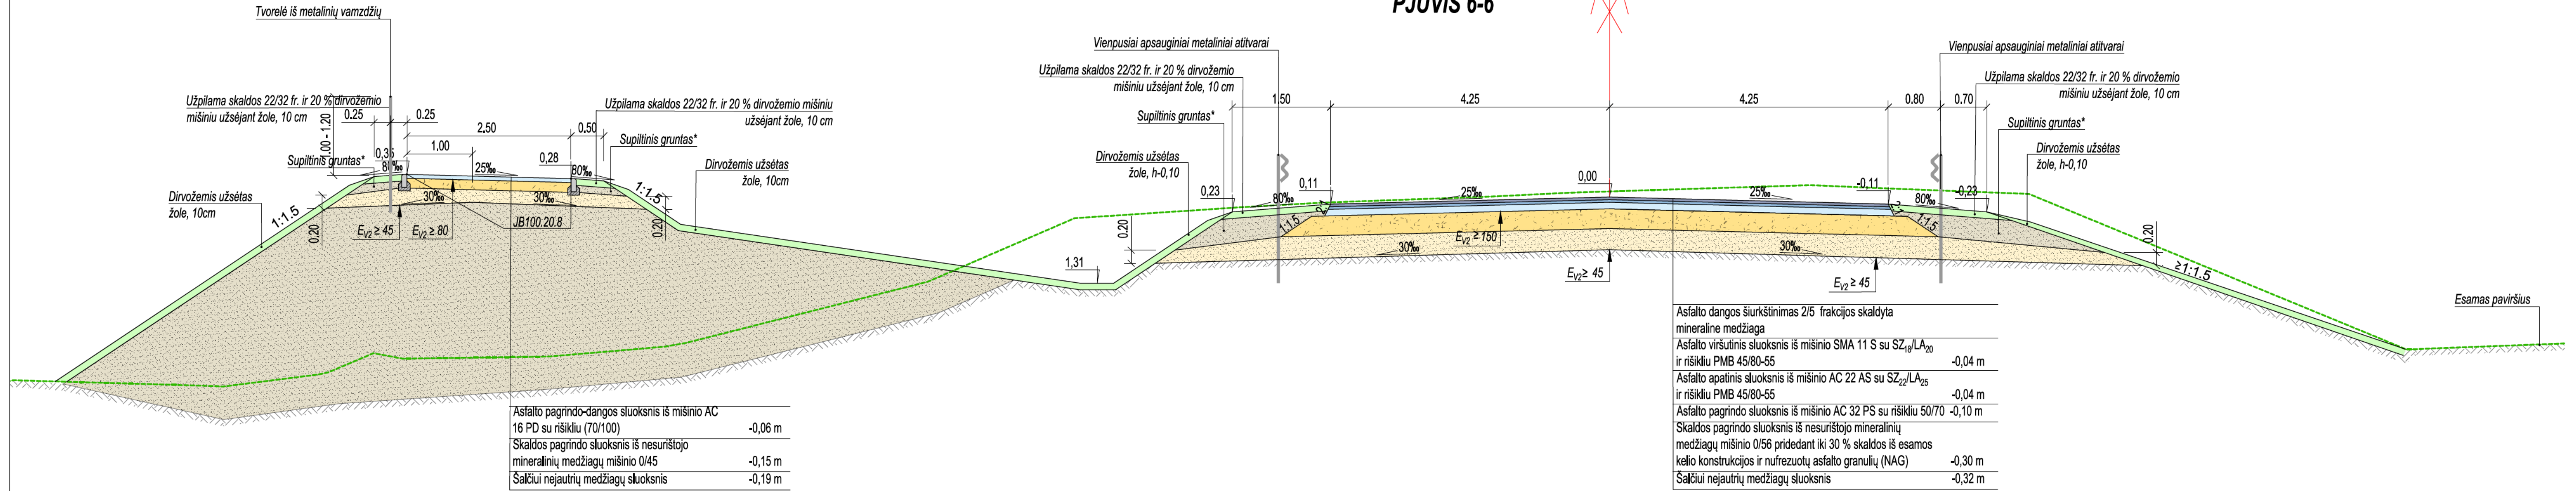 PJŪVIS 6-6
Tvorelė iš metalinių vamzdžių
Užpilama skaldos 22/32 fr. ir 20 % dirvožemio
mišiniu užsėjant žole, 10 cm
Supiltinis gruntas*
Dirvožemis užsėtas
žole, 10cm
1:1.5
1.00 - 1.20
0.25
0.25
2.50
0.50
1.00
0,35
0,28
80‰
25‰
80‰
30‰
30‰
0.20
0.20
EV2 ≥ 45
EV2 ≥ 80
JB100.20.8
Užpilama skaldos 22/32 fr. ir 20 % dirvožemio mišiniu
užsėjant žole, 10 cm
Supiltinis gruntas*
Dirvožemis užsėtas
žole, 10cm
1:1.5
Asfalto pagrindo-dangos sluoksnis iš mišinio AC
16 PD su rišikliu (70/100) -0,06 m
Skaldos pagrindo sluoksnis iš nesurištojo
mineralinių medžiagų mišinio 0/45 -0,15 m
Šalčiui nejautrių medžiagų sluoksnis -0,19 m
1,31
Vienpusiai apsauginiai metaliniai atitvarai
Užpilama skaldos 22/32 fr. ir 20 % dirvožemio
mišiniu užsėjant žole, 10 cm
Supiltinis gruntas*
Dirvožemis užsėtas
žole, h-0,10
1.50
4.25
4.25
0.80
0.70
0,23
0,11
0,00
-0,11
-0,23
80‰
25‰
25‰
80‰
2:1
1:1.5
1:1.5
0.20
30‰
30‰
EV2 ≥ 150
EV2 ≥ 45
EV2 ≥ 45
Vienpusiai apsauginiai metaliniai atitvarai
Užpilama skaldos 22/32 fr. ir 20 % dirvožemio
mišiniu užsėjant žole, 10 cm
Supiltinis gruntas*
Dirvožemis užsėtas
žole, h-0,10
0.20
≥1:1.5
Esamas paviršius
Asfalto dangos šiurkštinimas 2/5 frakcijos skaldyta
mineraline medžiaga
Asfalto viršutinis sluoksnis iš mišinio SMA 11 S su SZ18/LA20
ir rišikliu PMB 45/80-55 -0,04 m
Asfalto apatinis sluoksnis iš mišinio AC 22 AS su SZ22/LA25
ir rišikliu PMB 45/80-55 -0,04 m
Asfalto pagrindo sluoksnis iš mišinio AC 32 PS su rišikliu 50/70 -0,10 m
Skaldos pagrindo sluoksnis iš nesurištojo mineralinių
medžiagų mišinio 0/56 pridedant iki 30 % skaldos iš esamos
kelio konstrukcijos ir nufrezuotų asfalto granulių (NAG) -0,30 m
Šalčiui nejautrių medžiagų sluoksnis -0,32 m